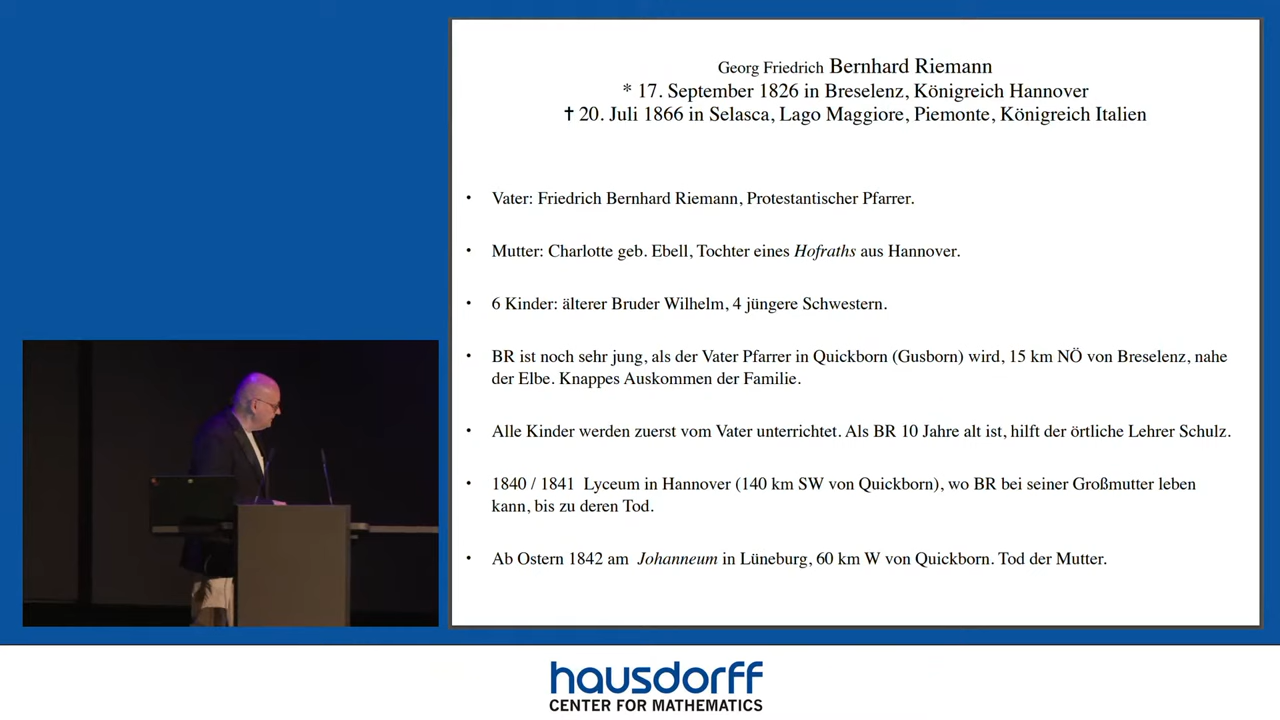 Georg Friedrich Bernhard Riemann
* 17. September 1826 in Breselenz, Königreich Hannover
✝ 20. Juli 1866 in Selasca, Lago Maggiore, Piemonte, Königreich Italien
• Vater: Friedrich Bernhard Riemann, Protestantischer Pfarrer.
• Mutter: Charlotte geb. Ebell, Tochter eines Hofraths aus Hannover.
• 6 Kinder: älterer Bruder Wilhelm, 4 jüngere Schwestern.
• BR ist noch sehr jung, als der Vater Pfarrer in Quickborn (Gusborn) wird, 15 km NÖ von Breselenz, nahe
der Elbe. Knappes Auskommen der Familie.
• Alle Kinder werden zuerst vom Vater unterrichtet. Als BR 10 Jahre alt ist, hilft der örtliche Lehrer Schulz.
• 1840 / 1841 Lyceum in Hannover (140 km SW von Quickborn), wo BR bei seiner Großmutter leben
kann, bis zu deren Tod.
• Ab Ostern 1842 am Johanneum in Lüneburg, 60 km W von Quickborn. Tod der Mutter.
hausdorff
CENTER FOR MATHEMATICS